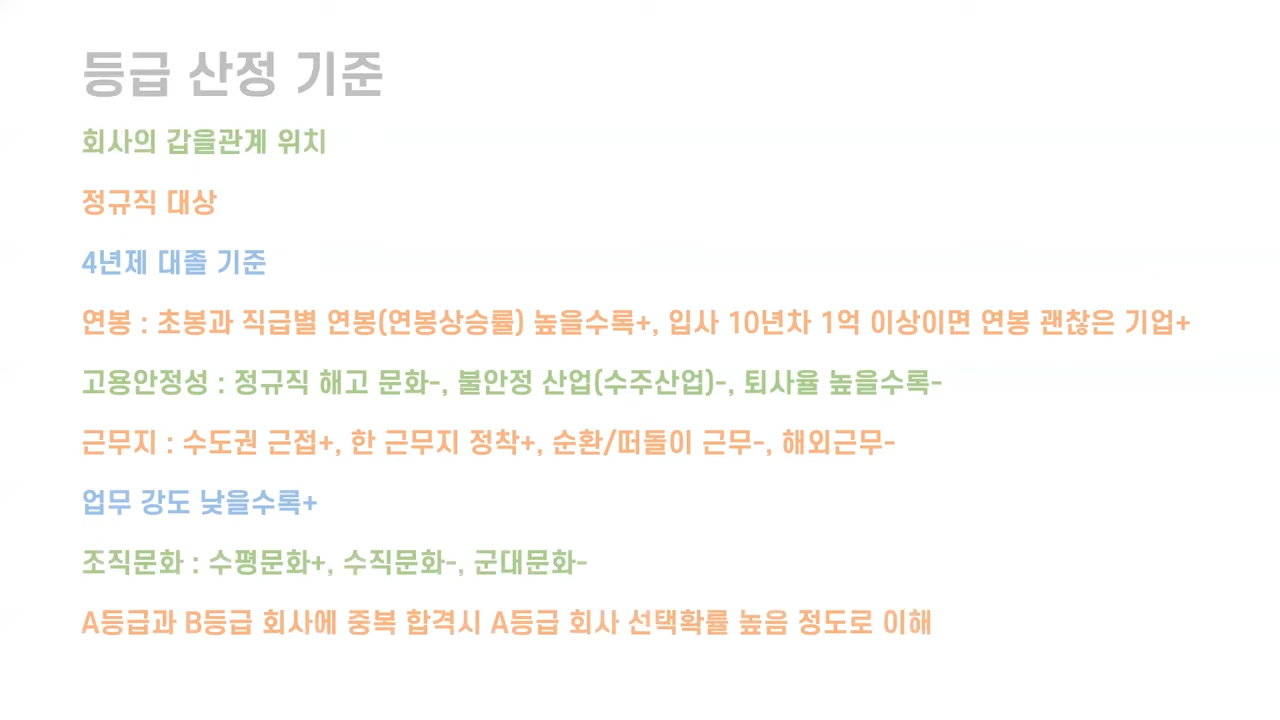 등급 산정 기준
회사의 갑을관계 위치
정규직 대상
4년제 대졸 기준
연봉 : 초봉과 직급별 연봉(연봉상승률) 높을수록+, 입사 10년차 1억 이상이면 연봉 괜찮은 기업+
고용안정성 : 정규직 해고 문화-, 불안정 산업(수주산업)-, 퇴사율 높을수록-
근무지 : 수도권 근접+, 한 근무지 정착+, 순환/떠돌이 근무-, 해외근무-
업무 강도 낮을수록+
조직문화 : 수평문화+, 수직문화-, 군대문화-
A등급과 B등급 회사에 중복 합격시 A등급 회사 선택확률 높음 정도로 이해